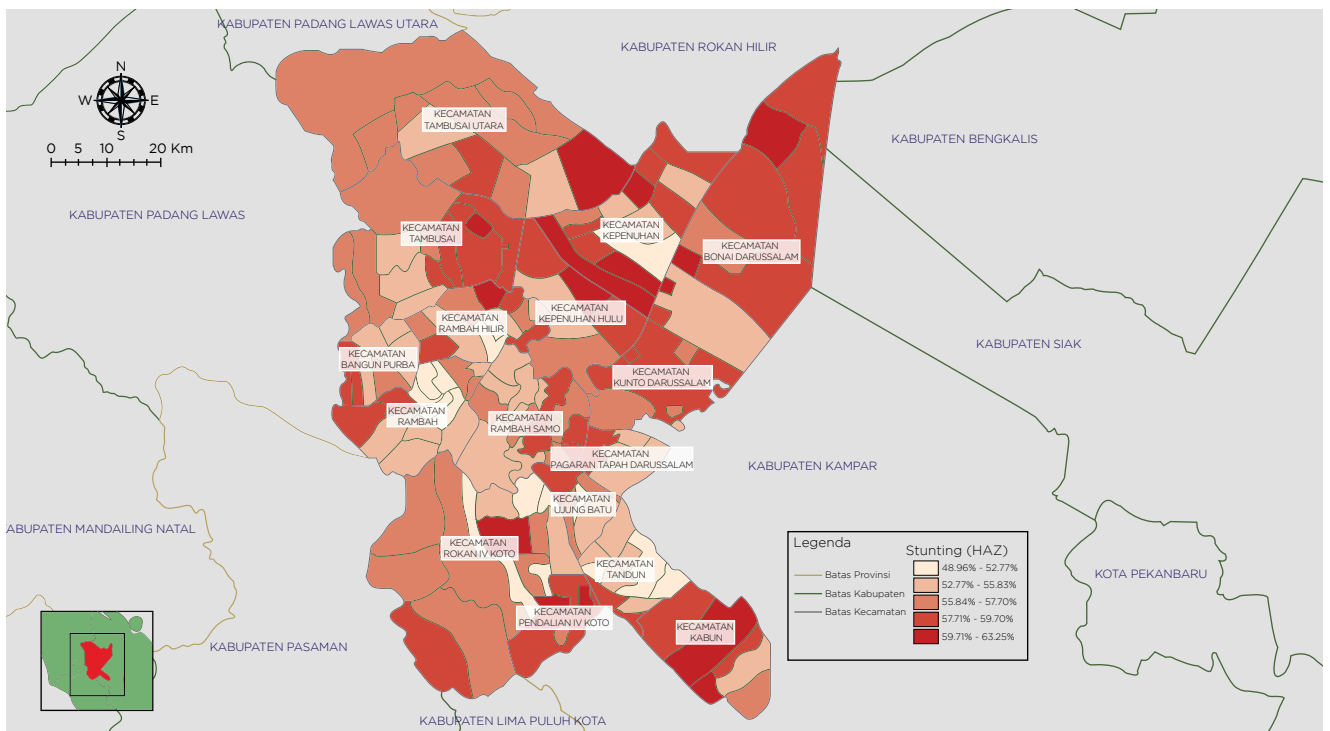 KABUPATEN PADANG LAWAS UTARA
KABUPATEN ROKAN HILIR
N
W
E
S
0 5 10 20 Km
KECAMATAN
TAMBUSAI UTARA
KABUPATEN BENGKALIS
KABUPATEN PADANG LAWAS
KECAMATAN
TAMBUSAI
KECAMATAN
KEPENUHAN
KECAMATAN
BONAI DARUSSALAM
KECAMATAN
RAMBAH HILIR
KECAMATAN
KEPENUHAN HULU
KABUPATEN SIAK
KECAMATAN
BANGUN PURBA
KECAMATAN
KUNTO DARUSSALAM
KECAMATAN
RAMBAH
KECAMATAN
RAMBAH SAMO
KECAMATAN
PAGARAN TAPAH DARUSSALAM
KABUPATEN KAMPAR
KECAMATAN
UJUNG BATU
ABUPATEN MANDAILING NATAL
KECAMATAN
ROKAN IV KOTO
KECAMATAN
TANDUN
KECAMATAN
PENDALIAN IV KOTO
KECAMATAN
KABUN
KABUPATEN PASAMAN
KABUPATEN LIMA PULUH KOTA
KOTA PEKANBARU
Legenda
Batas Provinsi
Batas Kabupaten
Batas Kecamatan
Stunting (HAZ)
48.96% - 52.77%
52.77% - 55.83%
55.84% - 57.70%
57.71% - 59.70%
59.71% - 63.25%